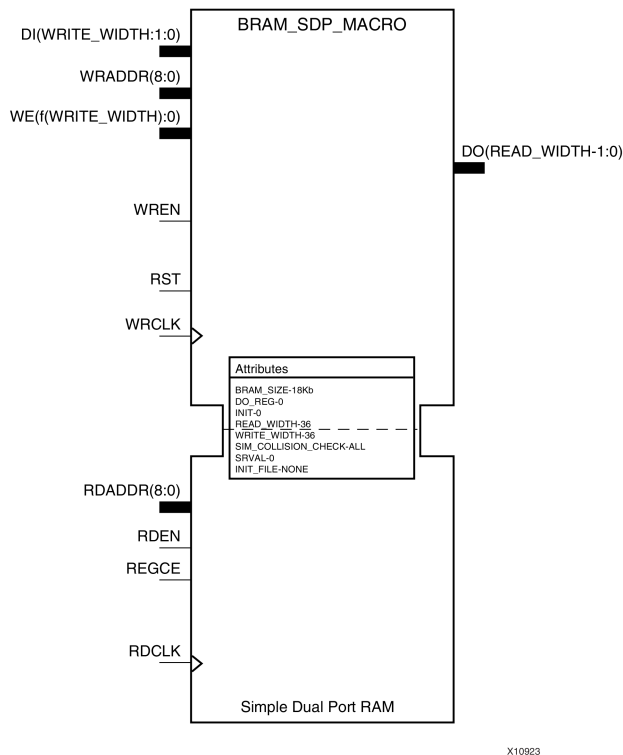 BRAM_SDP_MACRO
DI(WRITE_WIDTH:1:0)
WRADDR(8:0)
WE(f(WRITE_WIDTH):0)
DO(READ_WIDTH-1:0)
WREN
RST
WRCLK
Attributes
BRAM_SIZE-18Kb
DO_REG-0
INIT-0
READ_WIDTH-36
WRITE_WIDTH-36
SIM_COLLISION_CHECK-ALL
SRVAL-0
INIT_FILE-NONE
RDADDR(8:0)
RDEN
REGCE
RDCLK
Simple Dual Port RAM
X10923